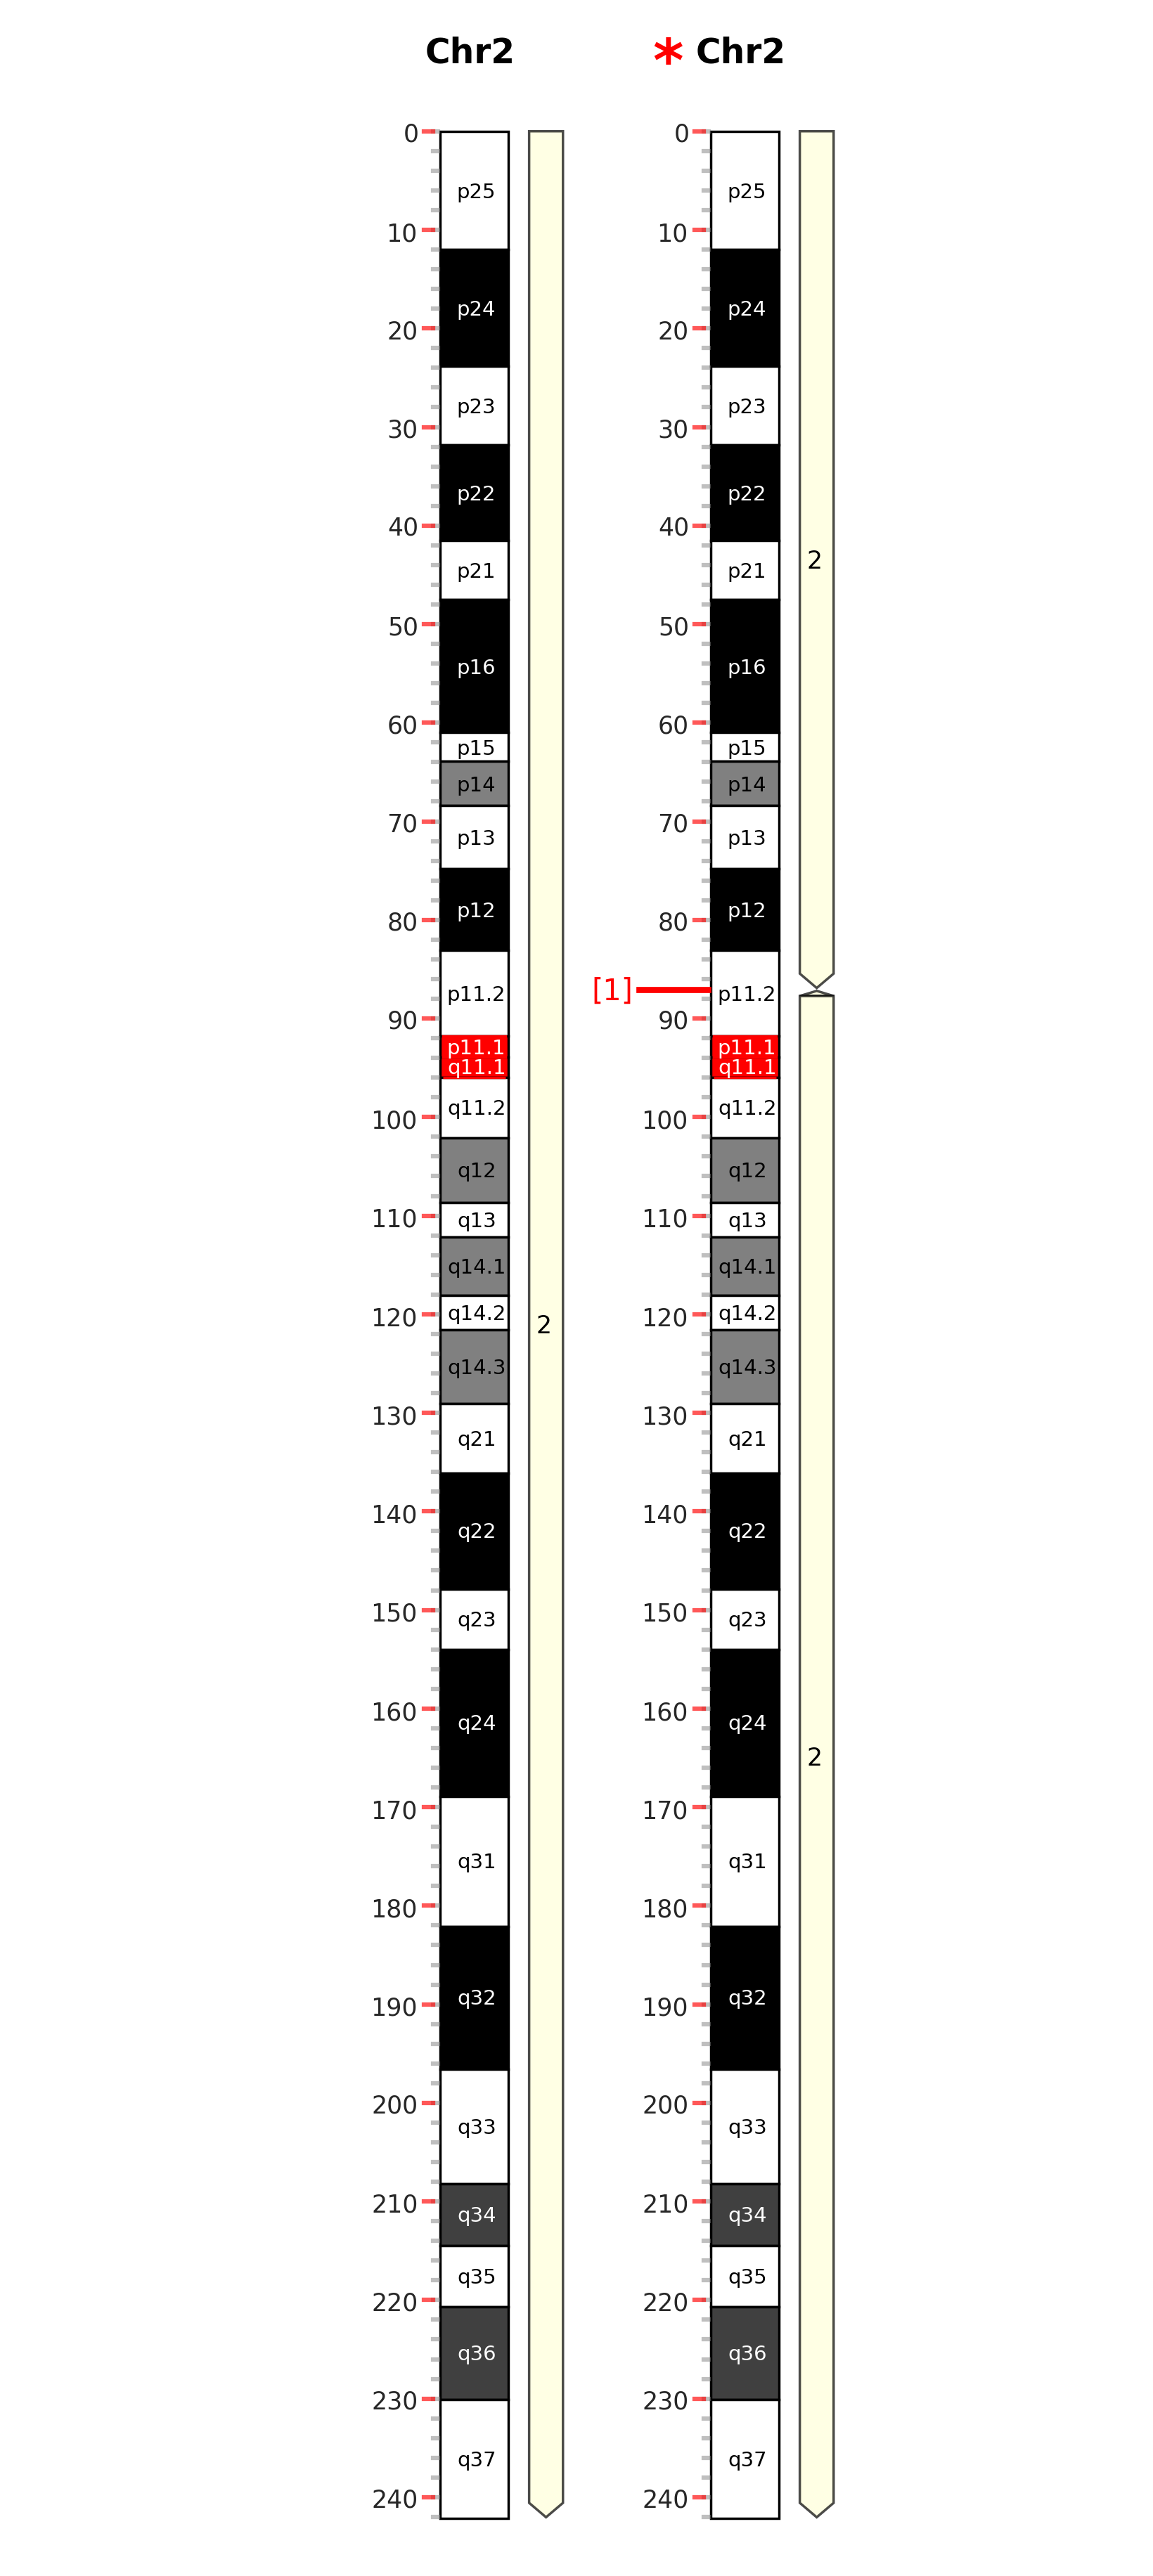 Chr2
* Chr2
0
p25
10
p24
20
p23
30
p22
40
p21
50
p16
60
p15
p14
70
p13
p12
80
p11.2
90
p11.1
q11.1
q11.2
100
q12
110
q13
q14.1
q14.2
120
2
q14.3
130
q21
140
q22
150
q23
160
q24
170
q31
180
q32
190
200
q33
210
q34
q35
220
q36
230
q37
240
0
p25
10
p24
20
p23
30
p22
40
2
p21
50
p16
60
p15
p14
70
p13
p12
80
[1]
p11.2
90
p11.1
q11.1
q11.2
100
q12
110
q13
q14.1
q14.2
120
q14.3
130
q21
140
q22
150
q23
160
q24
2
170
q31
180
q32
190
200
q33
210
q34
q35
220
q36
230
q37
240